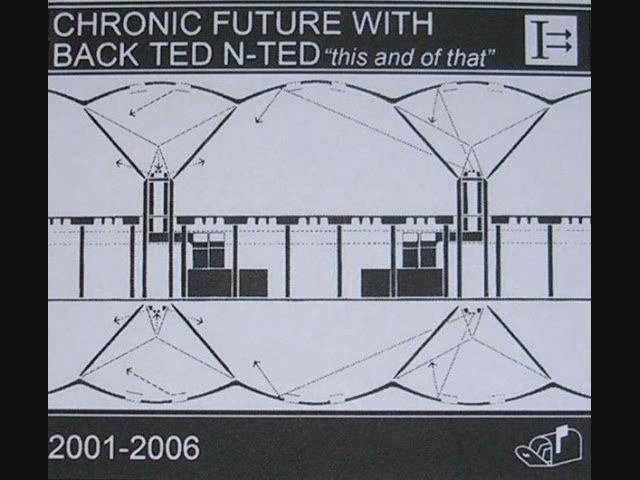 CHRONIC FUTURE WITH
BACK TED N-TED "this and of that"
2001-2006